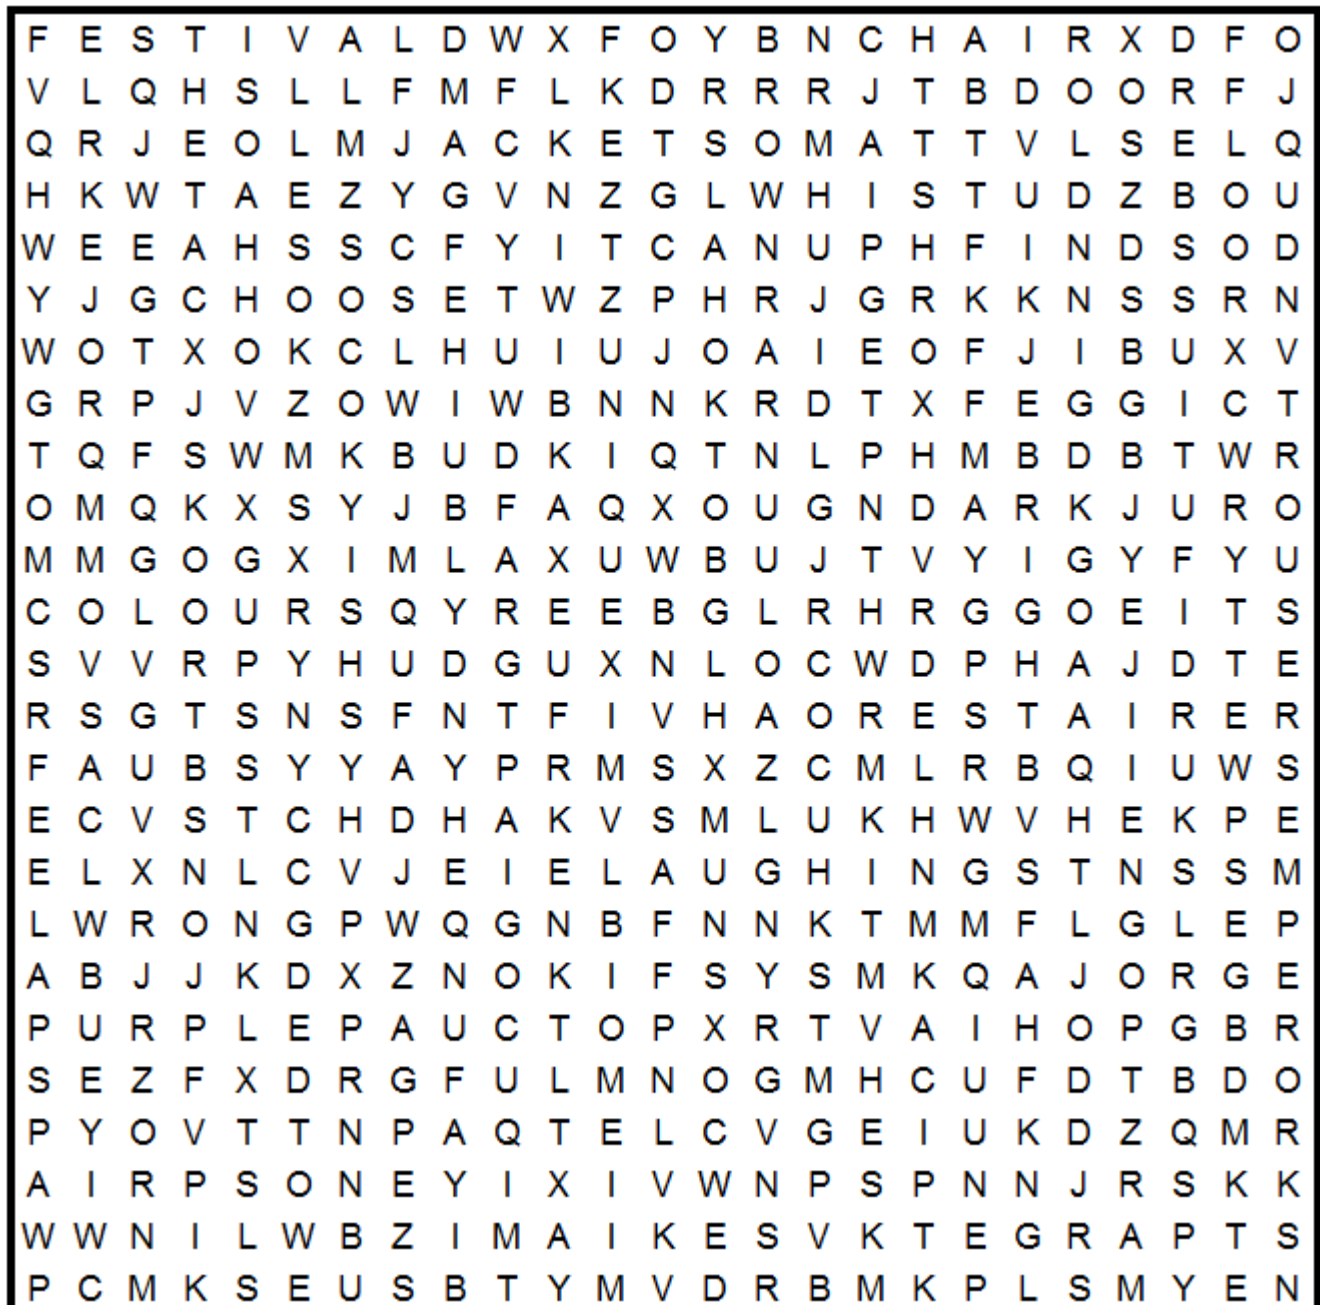 F E S T I V A L D W X F O Y B N C H A I R X D F O
V L Q H S L L F M F L K D R R R J T B D O O R F J
Q R J E O L M J A C K E T S O M A T T V L S E L Q
H K W T A E Z Y G V N Z G L W H I S T U D Z B O U
W E E A H S S C F Y I T C A N U P H F I N D S O D
Y J G C H O O S E T W Z P H R J G R K K N S S R N
W O T X O K C L H U I U J O A I E O F J I B U X V
G R P J V Z O W I W B N N K R D T X F E G G I C T
T Q F S W M K B U D K I Q T N L P H M B D B T W R
O M Q K X S Y J B F A Q X O U G N D A R K J U R O
M M G O G X I M L A X U W B U J T V Y I G Y F Y U
C O L O U R S Q Y R E E B G L R H R G G O E I T S
S V V R P Y H U D G U X N L O C W D P H A J D T E
R S G T S N S F N T F I V H A O R E S T A I R E R
F A U B S Y Y A Y P R M S X Z C M L R B Q I U W S
E C V S T C H D H A K V S M L U K H W V H E K P E
E L X N L C V J E I E L A U G H I N G S T N S S M
L W R O N G P W Q G N B F N N K T M M F L G L E P
A B J J K D X Z N O K I F S Y S M K Q A J O R G E
P U R P L E P A U C T O P X R T V A I H O P G B R
S E Z F X D R G F U L M N O G M H C U F D T B D O
P Y O V T T N P A Q T E L C V G E I U K D Z Q M R
A I R P S O N E Y I X I V W N P S P N N J R S K K
W W N I L W B Z I M A I K E S V K T E G R A P T S
P C M K S E U S B T Y M V D R B M K P L S M Y E N